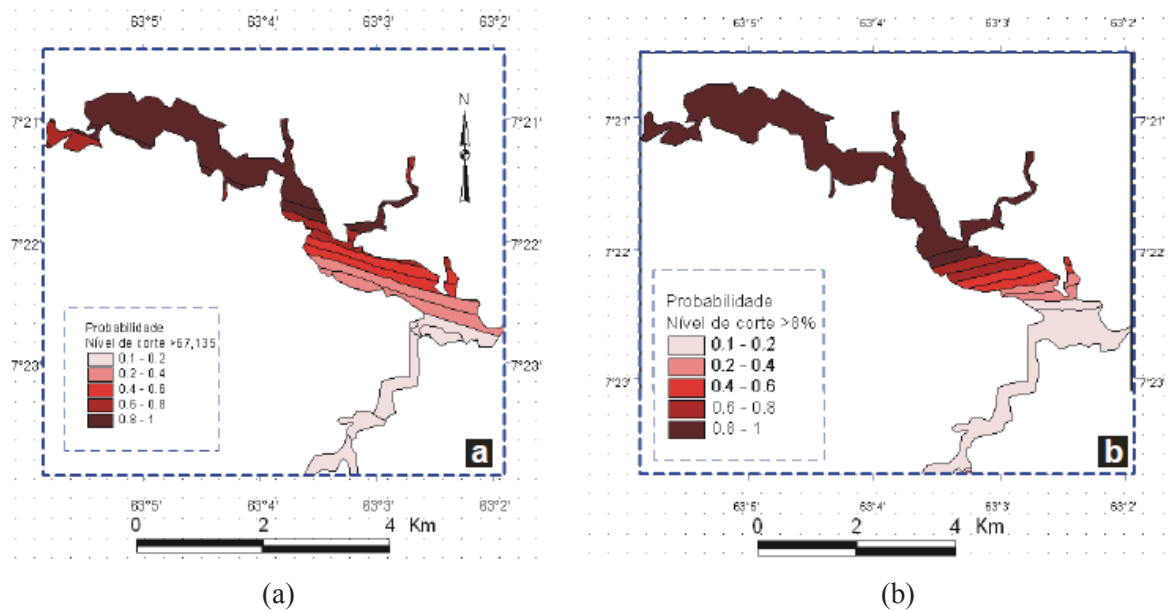 63°5' 63°4' 63°3' 63°2'
7°21'
7°22'
7°23'
N
7°21'
7°22'
7°23'
Probabilidade
Nível de corte >67,135
0.1 - 0.2
0.2 - 0.4
0.4 - 0.6
0.6 - 0.8
0.8 - 1
a
63°5' 63°4' 63°3' 63°2'
0 2 4 Km
(a)
63°5' 63°4' 63°3' 63°2'
7°21'
7°22'
7°23'
7°21'
7°22'
7°23'
Probabilidade
Nível de corte >8%
0.1 - 0.2
0.2 - 0.4
0.4 - 0.6
0.6 - 0.8
0.8 - 1
b
63°5' 63°4' 63°3' 63°2'
0 2 4 Km
(b)